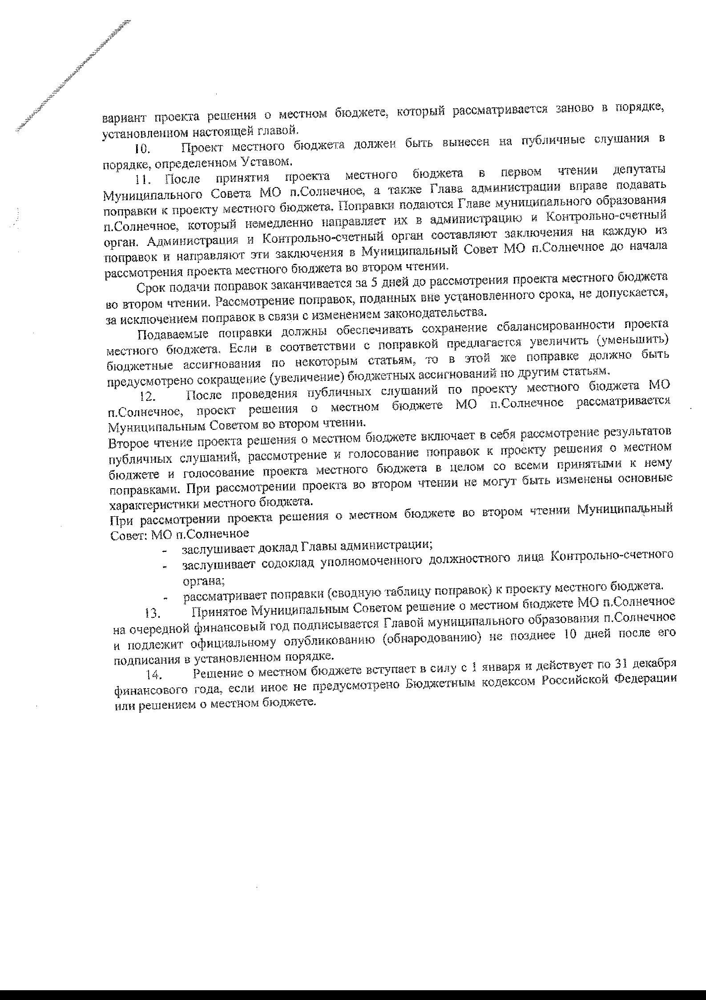 вариант проекта решения о местном бюджете, который рассматривается заново в порядке,
установленном настоящей главой.
10. Проект местного бюджета должен быть вынесен на публичные слушания в
порядке, определенном Уставом.
11. После принятия проекта местного бюджета в первом чтении депутаты
Муниципального Совета МО п.Солнечное, а также Глава администрации вправе подавать
поправки к проекту местного бюджета. Поправки подаются Главе муниципального образования
п.Солнечное, который немедленно направляет их в администрацию и Контрольно-счетный
орган. Администрация и Контрольно-счетный орган составляют заключения на каждую из
поправок и направляют эти заключения в Муниципальный Совет МО п.Солнечное до начала
рассмотрения проекта местного бюджета во втором чтении.
Срок подачи поправок заканчивается за 5 дней до рассмотрения проекта местного бюджета
во втором чтении. Рассмотрение поправок, поданных вне установленного срока, не допускается,
за исключением поправок в связи с изменением законодательства.
Подаваемые поправки должны обеспечивать сохранение сбалансированности проекта
местного бюджета. Если в соответствии с поправкой предлагается увеличить (уменьшить)
бюджетные ассигнования по некоторым статьям, то в этой же поправке должно быть
предусмотрено сокращение (увеличение) бюджетных ассигнований по другим статьям.
12. После проведения публичных слушаний по проекту местного бюджета МО
п.Солнечное, проект решения о местном бюджете МО п.Солнечное рассматривается
Муниципальным Советом во втором чтении.
Второе чтение проекта решения о местном бюджете включает в себя рассмотрение результатов
публичных слушаний, рассмотрение и голосование поправок к проекту решения о местном
бюджете и голосование проекта местного бюджета в целом со всеми принятыми к нему
поправками. При рассмотрении проекта во втором чтении не могут быть изменены основные
характеристики местного бюджета.
При рассмотрении проекта решения о местном бюджете во втором чтении Муниципальный
Совет: МО п.Солнечное
- заслушивает доклад Главы администрации;
- заслушивает содоклад уполномоченного должностного лица Контрольно-счетного
органа;
- рассматривает поправки (сводную таблицу поправок) к проекту местного бюджета.
13. Принятое Муниципальным Советом решение о местном бюджете МО п.Солнечное
на очередной финансовый год подписывается Главой муниципального образования п.Солнечное
и подлежит официальному опубликованию (обнародованию) не позднее 10 дней после его
подписания в установленном порядке.
14. Решение о местном бюджете вступает в силу с 1 января и действует по 31 декабря
финансового года, если иное не предусмотрено Бюджетным кодексом Российской Федерации
или решением о местном бюджете.